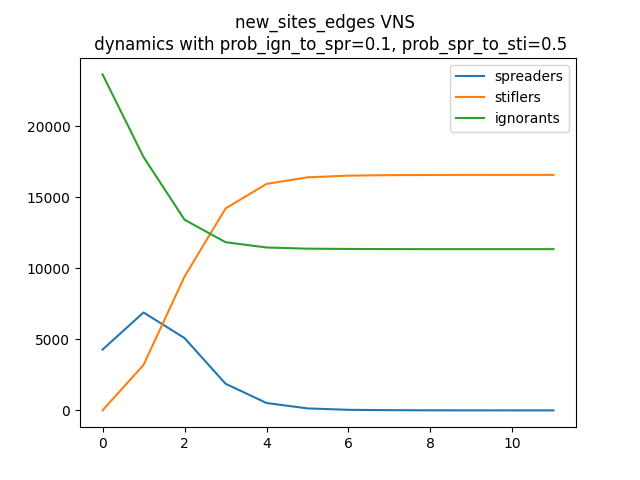 new_sites_edges VNS
dynamics with prob_ign_to_spr=0.1, prob_spr_to_sti=0.5
spreaders
stiflers
ignorants
20000
15000
10000
5000
0
0 2 4 6 8 10